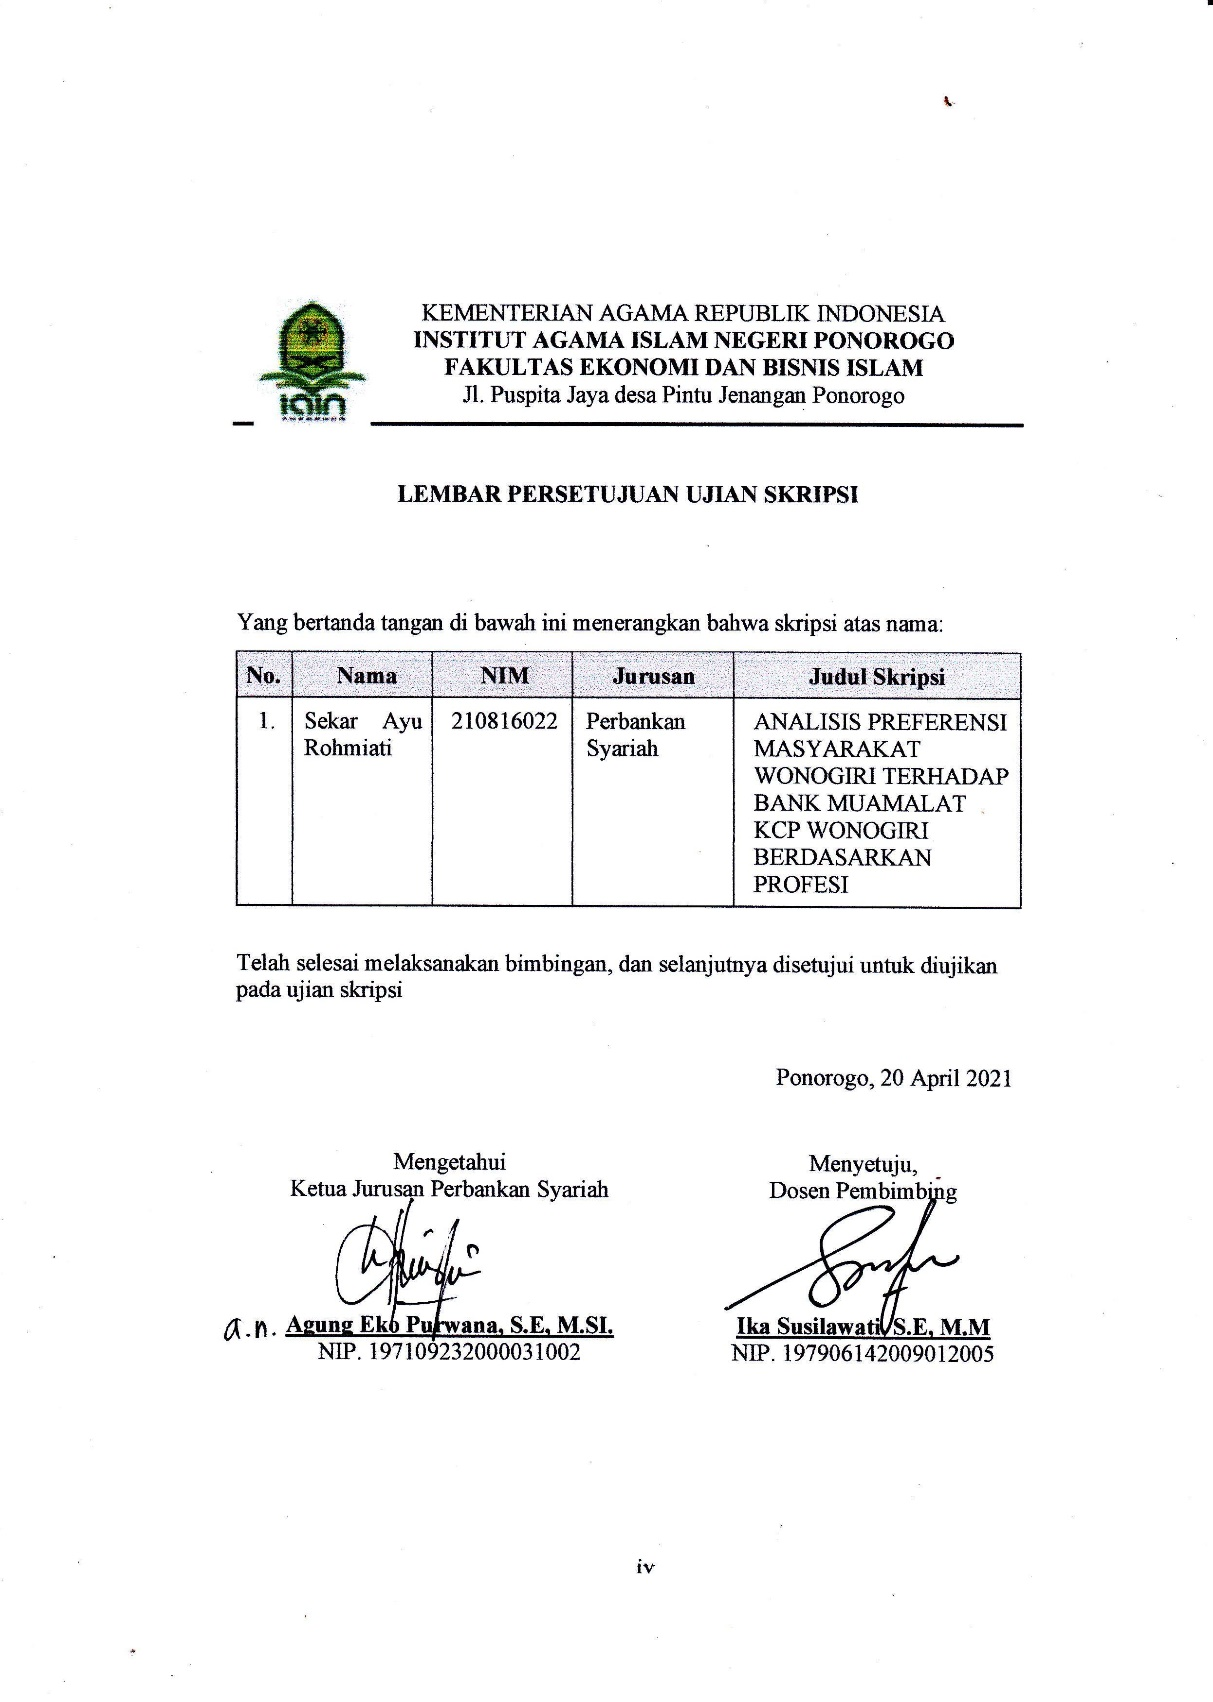 KEMENTERIAN AGAMA REPUBLIK INDONESIA
INSTITUT AGAMA ISLAM NEGERI PONOROGO
FAKULTAS EKONOMI DAN BISNIS ISLAM
Jl. Puspita Jaya desa Pintu Jenangan Ponorogo
iain
LEMBAR PERSETUJUAN UJIAN SKRIPSI
Yang bertanda tangan di bawah ini menerangkan bahwa skripsi atas nama:
No. Nama NIM Jurusan Judul Skripsi
1. Sekar Ayu 210816022 Perbankan ANALISIS PREFERENSI
Rohmiati Syariah MASYARAKAT
WONOGIRI TERHADAP
BANK MUAMALAT
KCP WONOGIRI
BERDASARKAN
PROFESI
Telah selesai melaksanakan bimbingan, dan selanjutnya disetujui untuk diujikan
pada ujian skripsi
Ponorogo, 20 April 2021
Mengetahui
Ketua Jurusan Perbankan Syariah
a.n. Agung Eko Purwana, S.E, M.SI.
NIP. 197109232000031002
Menyetuju,
Dosen Pembimbing
Ika Susilawati S.E, M.M
NIP. 197906142009012005
iv